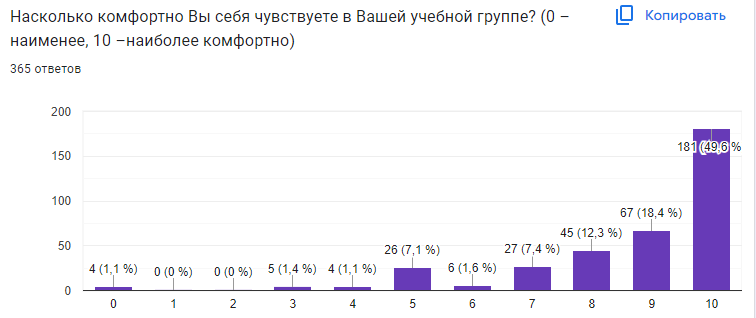 Насколько комфортно Вы себя чувствуете в Вашей учебной группе? (0 –
наименее, 10 –наиболее комфортно)
Копировать
365 ответов
200
150
100
50
0
4 (1,1 %)
0 (0 %)
0 (0 %)
5 (1,4 %)
4 (1,1 %)
26 (7,1 %)
6 (1,6 %)
27 (7,4 %)
45 (12,3 %)
67 (18,4 %)
181 (49,6 %
0 1 2 3 4 5 6 7 8 9 10